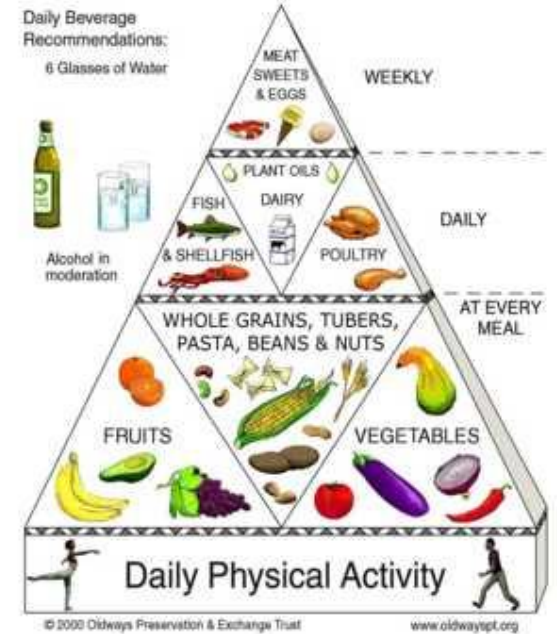 Daily Beverage
Recommendations:
6 Glasses of Water
MEAT
SWEETS
& EGGS
WEEKLY
PLANT OILS
FISH
DAIRY
DAILY
& SHELLFISH
POULTRY
Alcohol in
moderation
AT EVERY
MEAL
WHOLE GRAINS, TUBERS,
PASTA, BEANS & NUTS
FRUITS
VEGETABLES
Daily Physical Activity
© 2000 Oldways Preservation & Exchange Trust
www.oldwayspt.org